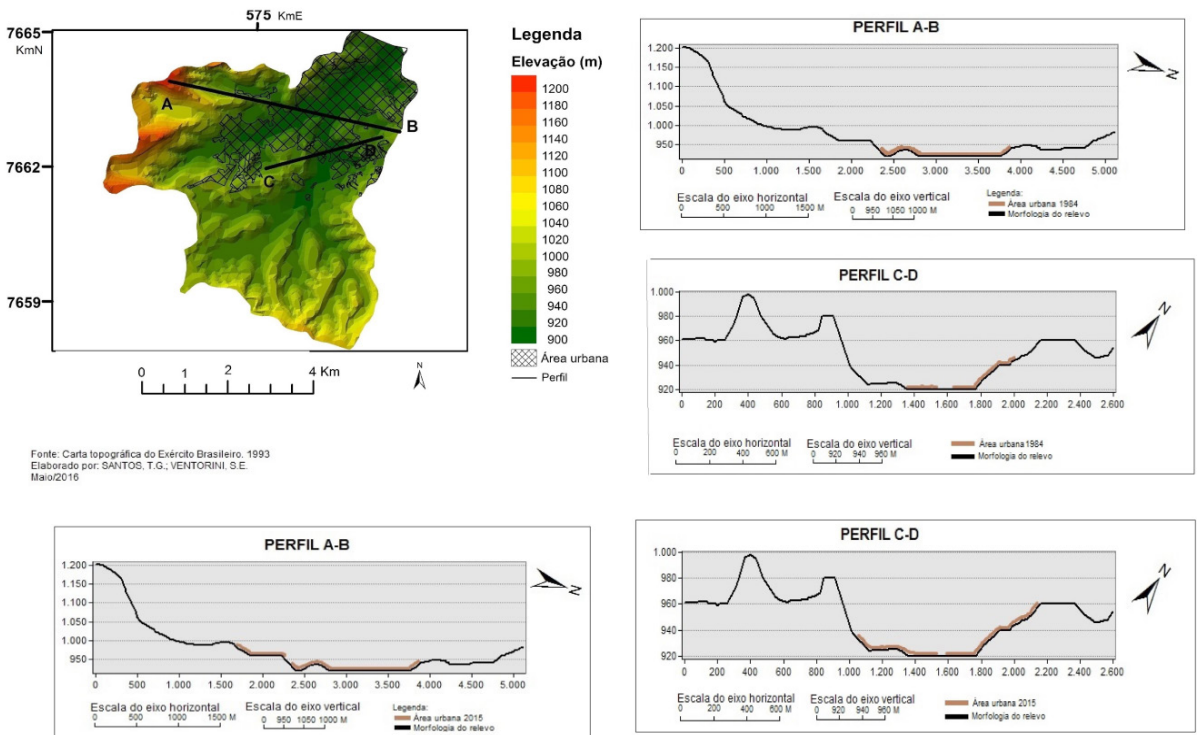 575 KmE
7665
KmN
7662
7659
A
B
C
D
0 1 2 4 Km
N
Legenda
Elevação (m)
1200
1180
1160
1140
1120
1100
1080
1060
1040
1020
1000
980
960
940
920
900
Área urbana
Perfil
Fonte: Carta topográfica do Exército Brasileiro. 1993
Elaborado por: SANTOS, T.G.; VENTORINI, S.E.
Maio/2016
PERFIL A-B
1.200
1.150
1.100
1.050
1.000
950
0 500 1.000 1.500 2.000 2.500 3.000 3.500 4.000 4.500 5.000
N
Escala do eixo horizontal
0 500 1000 1500 M
Escala do eixo vertical
0 950 1050 1000 M
Legenda:
Área urbana 1984
Morfologia do relevo
PERFIL C-D
1.000
980
960
940
920
0 200 400 600 800 1.000 1.200 1.400 1.600 1.800 2.000 2.200 2.400 2.600
N
Escala do eixo horizontal
0 200 400 600 M
Escala do eixo vertical
0 920 940 960 M
Área urbana 1984
Morfologia do relevo
PERFIL A-B
1.200
1.150
1.100
1.050
1.000
950
0 500 1.000 1.500 2.000 2.500 3.000 3.500 4.000 4.500 5.000
N
Escala do eixo horizontal
0 500 1000 1500 M
Escala do eixo vertical
0 950 1050 1000 M
Legenda:
Área urbana 2015
Morfologia do relevo
PERFIL C-D
1.000
980
960
940
920
0 200 400 600 800 1.000 1.200 1.400 1.600 1.800 2.000 2.200 2.400 2.600
N
Escala do eixo horizontal
0 200 400 600 M
Escala do eixo vertical
0 920 940 960 M
Área urbana 2015
Morfologia do relevo